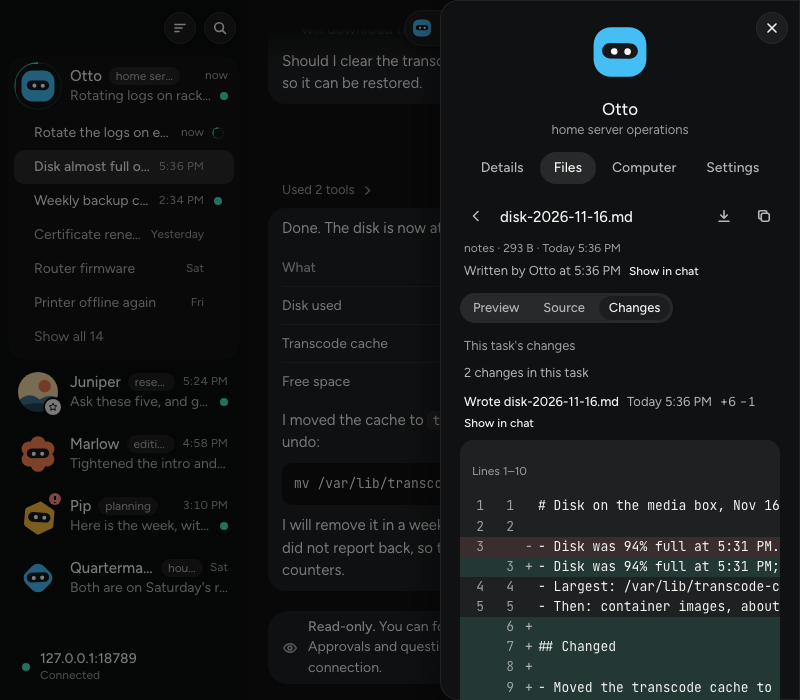 Otto
home ser...
now
Rotating logs on rack...
Rotate the logs on e...
now
Disk almost full o...
5:36 PM
Weekly backup c...
2:34 PM
Certificate rene...
Yesterday
Router firmware
Sat
Printer offline again
Fri
Show all 14
Juniper
rese...
5:24 PM
Ask these five, and g...
Marlow
editi...
4:58 PM
Tightened the intro and...
Pip
planning
3:10 PM
Here is the week, wit...
Quarterma...
hou...
Sat
Both are on Saturday's r...
127.0.0.1:18789
Connected
Should I clear the transc
so it can be restored.
Used 2 tools
Done. The disk is now at
What
Disk used
Transcode cache
Free space
I moved the cache to
undo:
mv /var/lib/transco
I will remove it in a week
did not report back, so t
counters.
Read-only. You can fo
Approvals and questi
connection.
Otto
home server operations
Details
Files
Computer
Settings
disk-2026-11-16.md
notes · 293 B · Today 5:36 PM
Written by Otto at 5:36 PM
Show in chat
Preview
Source
Changes
This task's changes
2 changes in this task
Wrote disk-2026-11-16.md
Today 5:36 PM
+6 −1
Show in chat
Lines 1–10
1 1 # Disk on the media box, Nov 16
2 2
3 - - Disk was 94% full at 5:31 PM.
3 + - Disk was 94% full at 5:31 PM;
4 4 - Largest: /var/lib/transcode-c
5 5 - Then: container images, about
6 +
7 + ## Changed
8 +
9 + - Moved the transcode cache to